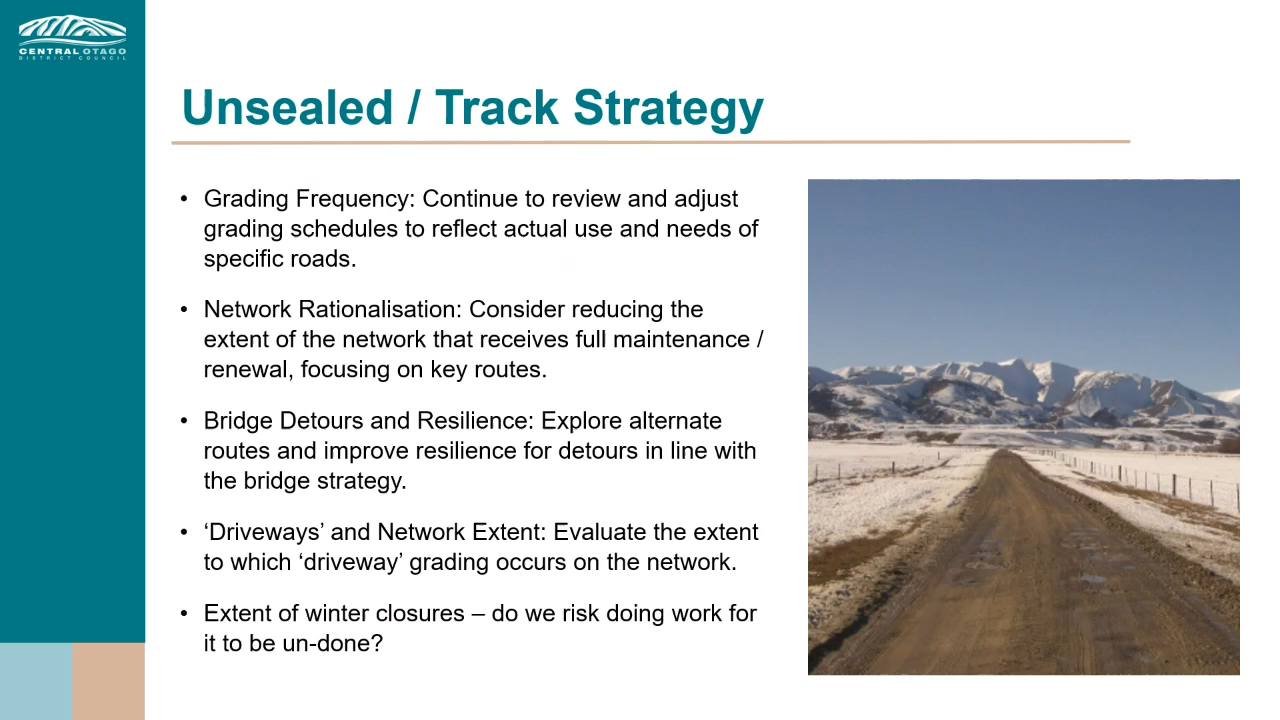 CENTRAL OTAGO
DISTRICT COUNCIL
Unsealed / Track Strategy
• Grading Frequency: Continue to review and adjust
grading schedules to reflect actual use and needs of
specific roads.
• Network Rationalisation: Consider reducing the
extent of the network that receives full maintenance /
renewal, focusing on key routes.
• Bridge Detours and Resilience: Explore alternate
routes and improve resilience for detours in line with
the bridge strategy.
• ‘Driveways’ and Network Extent: Evaluate the extent
to which ‘driveway’ grading occurs on the network.
• Extent of winter closures – do we risk doing work for
it to be un-done?